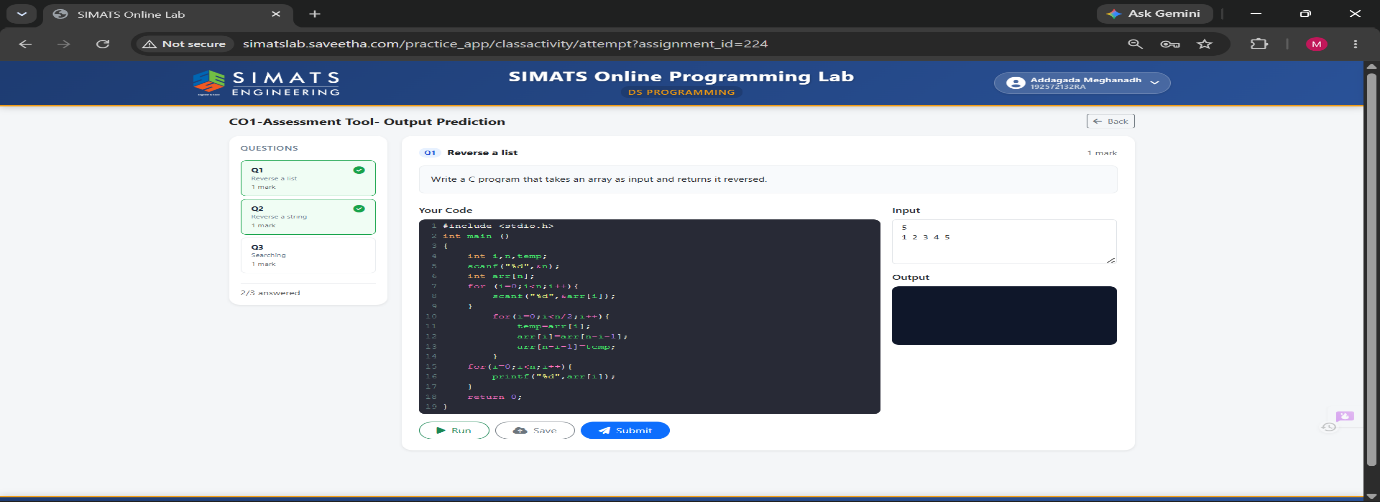 SIMATS Online Lab
Ask Gemini
Not secure
simatslab.saveetha.com/practice_app/classactivity/attempt?assignment_id=224
M
SIMATS
ENGINEERING
SIMATS Online Programming Lab
DS PROGRAMMING
Addagada Meghanadh
192572132RA
CO1-Assessment Tool- Output Prediction
← Back
QUESTIONS
Q1
Reverse a list
1 mark
Q2
Reverse a string
1 mark
Q3
Searching
1 mark
2/3 answered
Q1 Reverse a list
1 mark
Write a C program that takes an array as input and returns it reversed.
Your Code
1 #include <stdio.h>
2 int main ()
3 {
4 int i,n,temp;
5 scanf("%d",&n);
6 int arr[n];
7 for (i=0;i<n;i++){
8 scanf("%d",&arr[i]);
9 }
10 for(i=0;i<n/2;i++){
11 temp=arr[i];
12 arr[i]=arr[n-i-1];
13 arr[n-i-1]=temp;
14 }
15 for(i=0;i<n;i++){
16 printf("%d",arr[i]);
17 }
18 return 0;
19 }
Run
Save
Submit
Input
5
1 2 3 4 5
Output